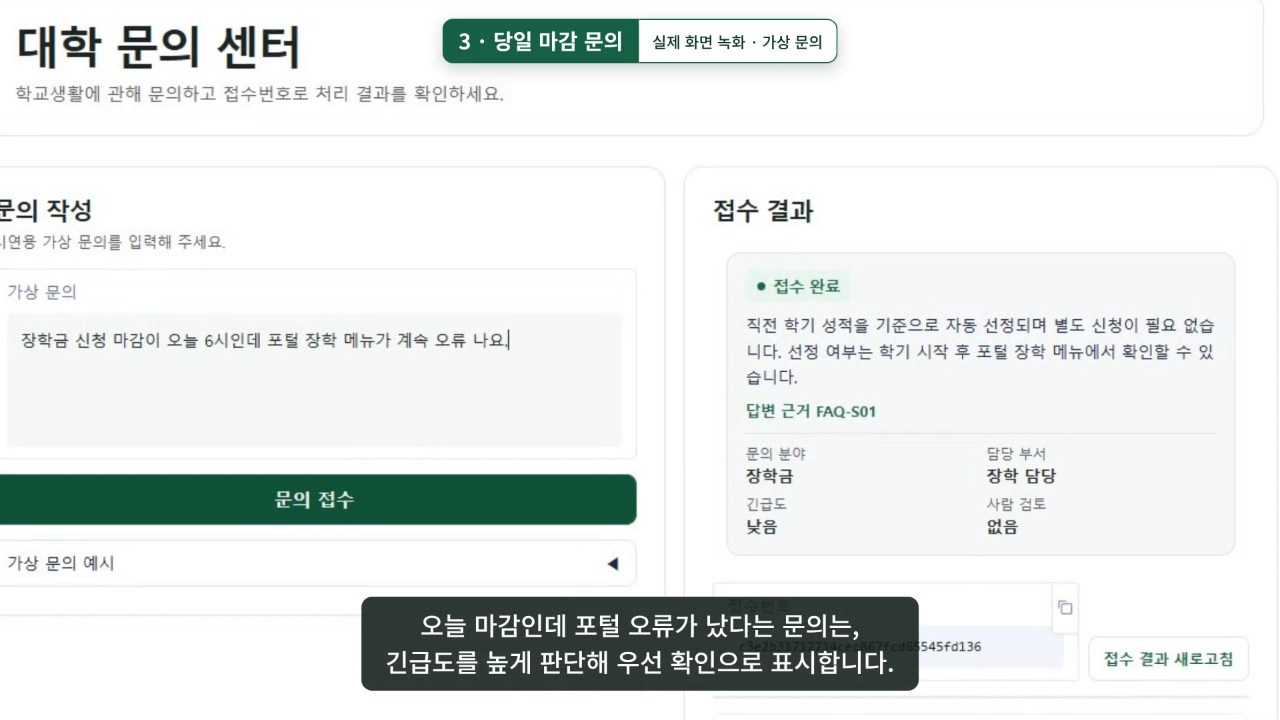 대학 문의 센터
학교생활에 관해 문의하고 접수번호로 처리 결과를 확인하세요.
3 · 당일 마감 문의
실제 화면 녹화 · 가상 문의
문의 작성
시연용 가상 문의를 입력해 주세요.
가상 문의
장학금 신청 마감이 오늘 6시인데 포털 장학 메뉴가 계속 오류 나요.
문의 접수
가상 문의 예시
접수 결과
접수 완료
직전 학기 성적을 기준으로 자동 선정되며 별도 신청이 필요 없습
니다. 선정 여부는 학기 시작 후 포털 장학 메뉴에서 확인할 수 있
습니다.
답변 근거 FAQ-S01
문의 분야
장학금
담당 부서
장학 담당
긴급도
낮음
사람 검토
없음
접수번호
접수 결과 새로고침
오늘 마감인데 포털 오류가 났다는 문의는,
긴급도를 높게 판단해 우선 확인으로 표시합니다.